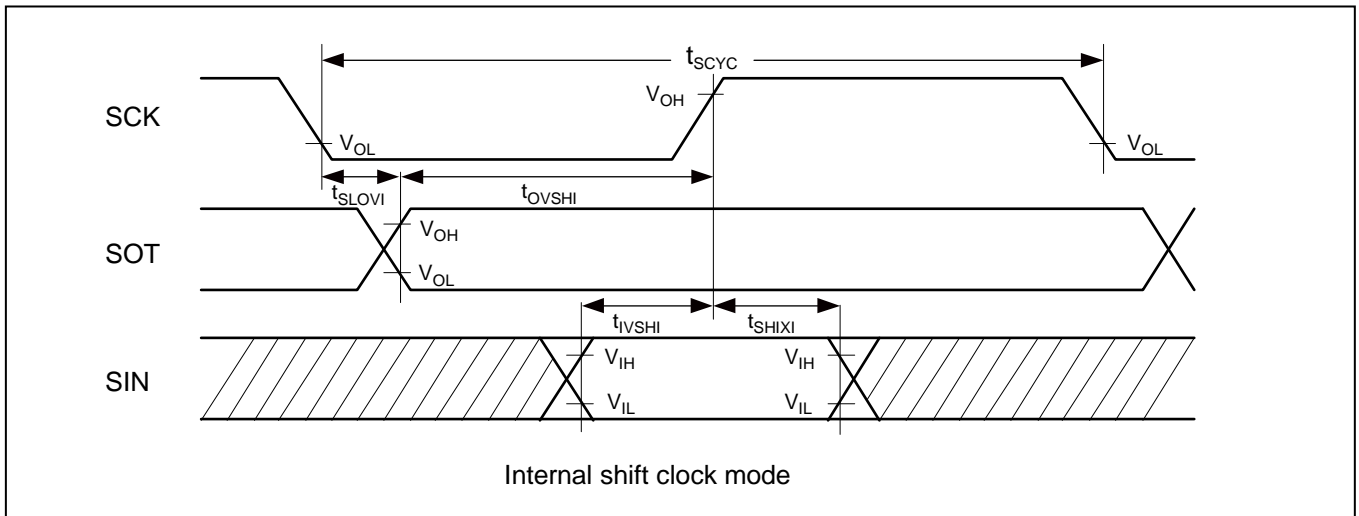 tSCYC
SCK
VOH
VOL
VOL
tSLOVI
tOVSHI
SOT
VOH
VOL
tIVSHI
tSHIXI
SIN
VIH
VIH
VIL
VIL
Internal shift clock mode